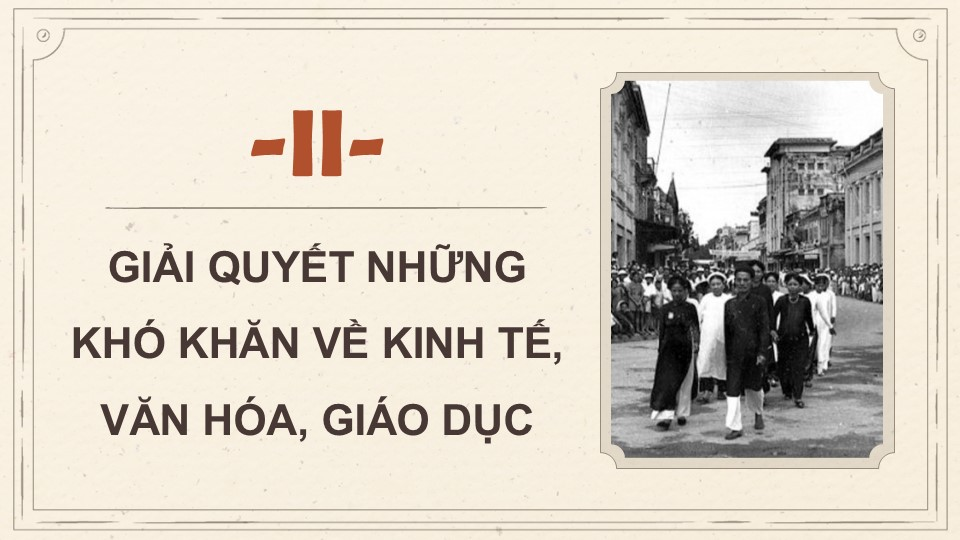 -II-
GIẢI QUYẾT NHỮNG
KHÓ KHĂN VỀ KINH TẾ,
VĂN HÓA, GIÁO DỤC